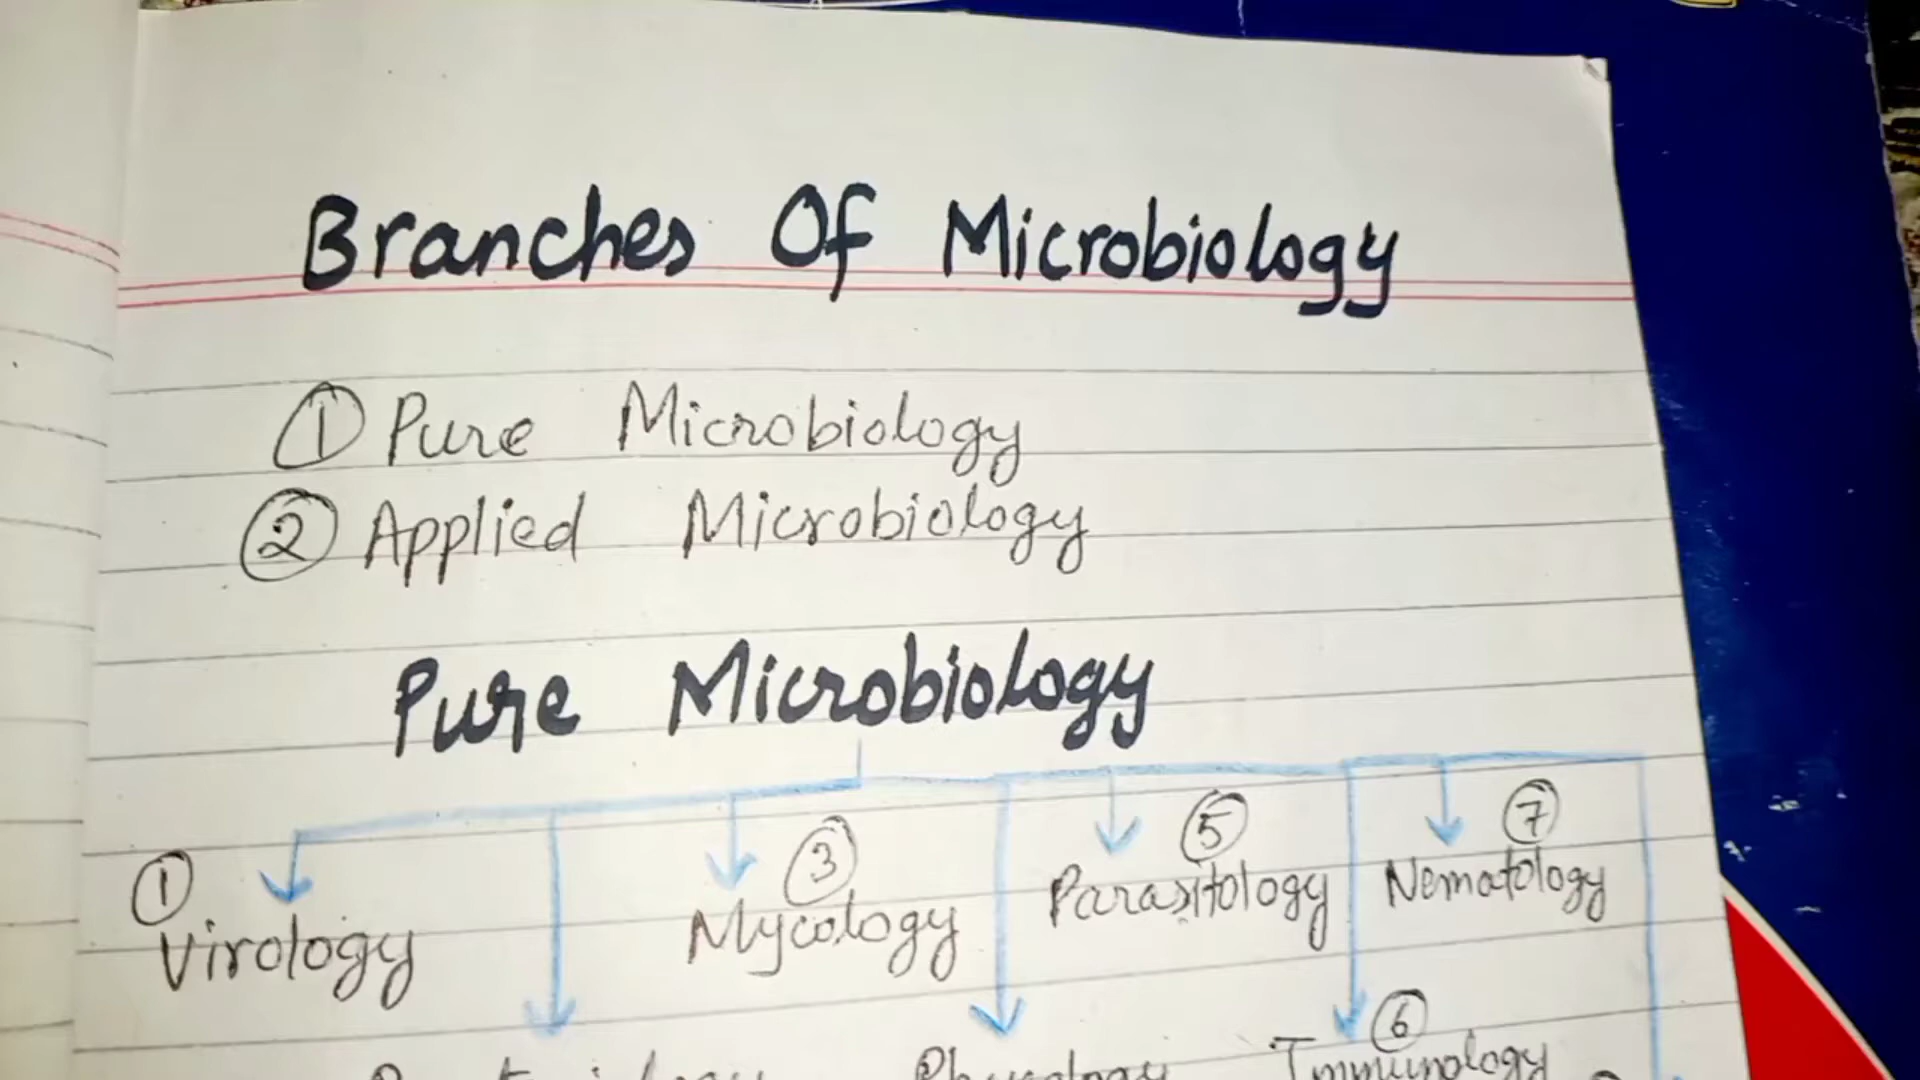 Branches Of Microbiology
① Pure Microbiology
② Applied Microbiology
Pure Microbiology
① Virology
③ Mycology
⑤ Parasitology
⑦ Nematology
⑥ Immunology